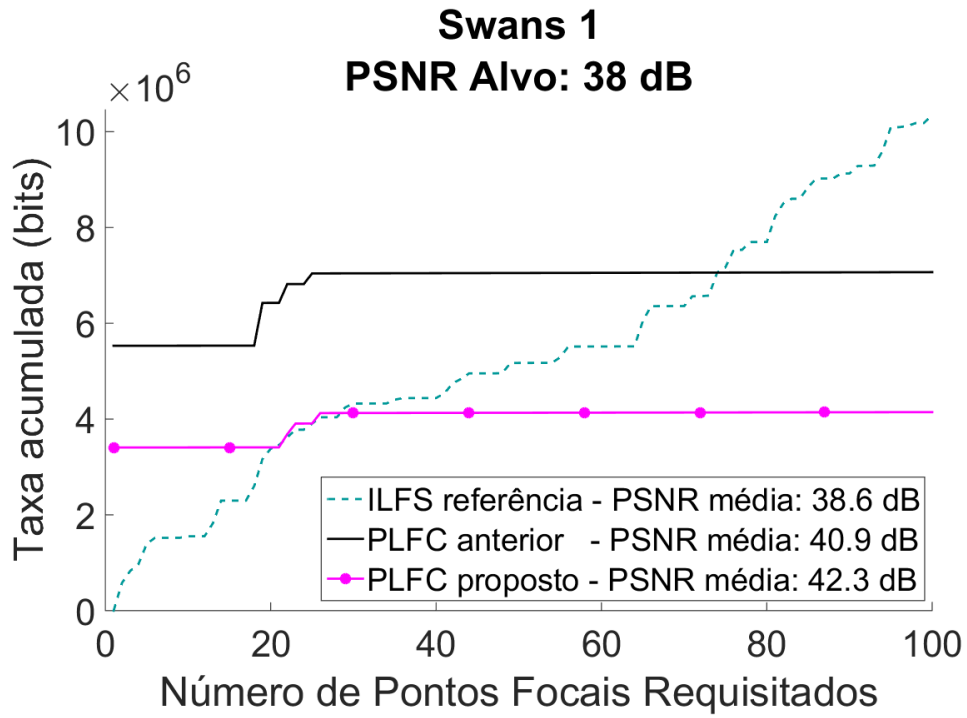 Swans 1
PSNR Alvo: 38 dB
×10⁶
Taxa acumulada (bits)
10
8
6
4
2
0
ILFS referência - PSNR média: 38.6 dB
PLFC anterior - PSNR média: 40.9 dB
PLFC proposto - PSNR média: 42.3 dB
0 20 40 60 80 100
Número de Pontos Focais Requisitados